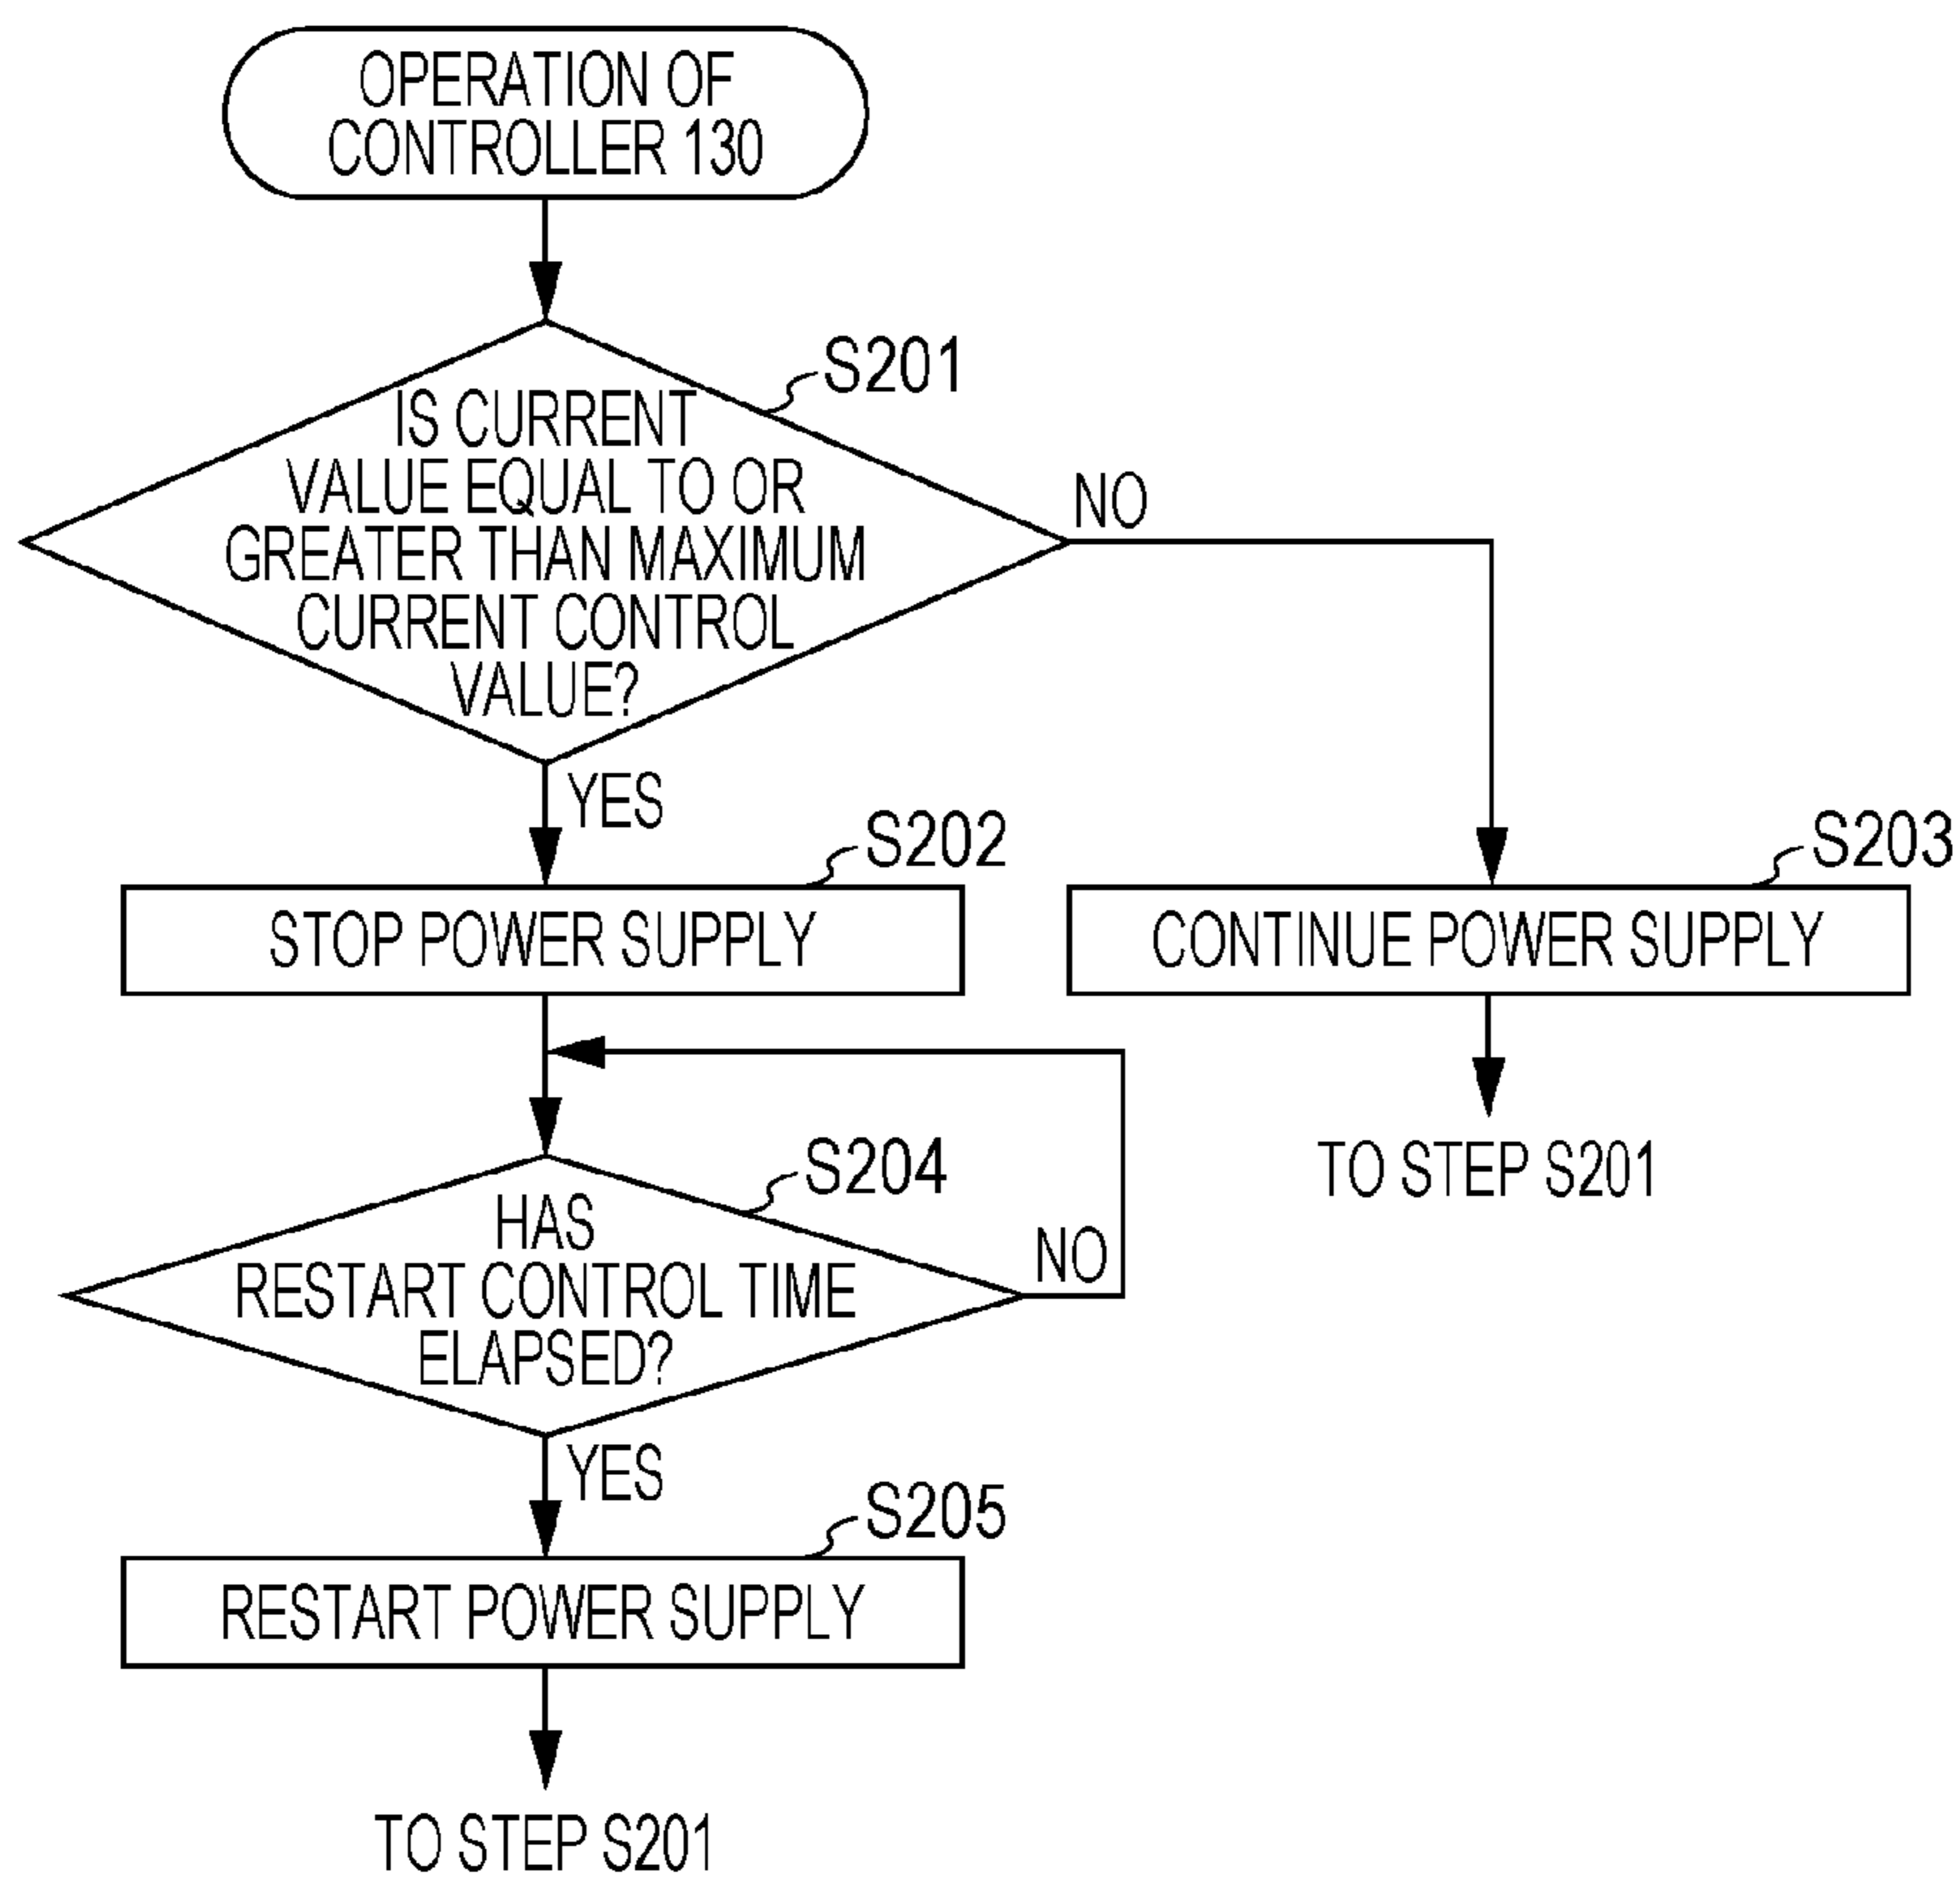 OPERATION OF
CONTROLLER 130
S201
IS CURRENT
VALUE EQUAL TO OR
GREATER THAN MAXIMUM
CURRENT CONTROL
VALUE?
NO
YES
S202
STOP POWER SUPPLY
S203
CONTINUE POWER SUPPLY
TO STEP S201
S204
HAS
RESTART CONTROL TIME
ELAPSED?
NO
YES
S205
RESTART POWER SUPPLY
TO STEP S201